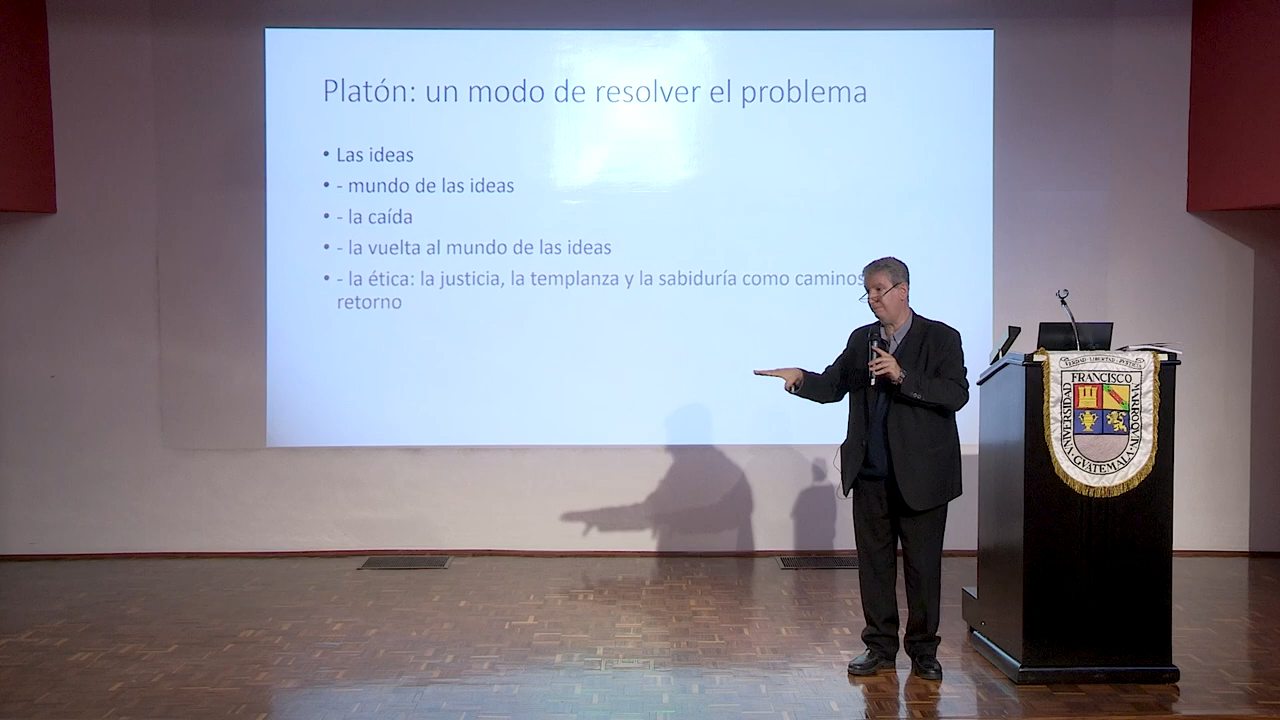 Platón: un modo de resolver el problema
• Las ideas
• - mundo de las ideas
• - la caída
• - la vuelta al mundo de las ideas
• - la ética: la justicia, la templanza y la sabiduría como caminos
retorno
VERDAD · LIBERTAD · JUSTICIA
UNIVERSIDAD FRANCISCO MARROQUIN
· GVATEMALA ·